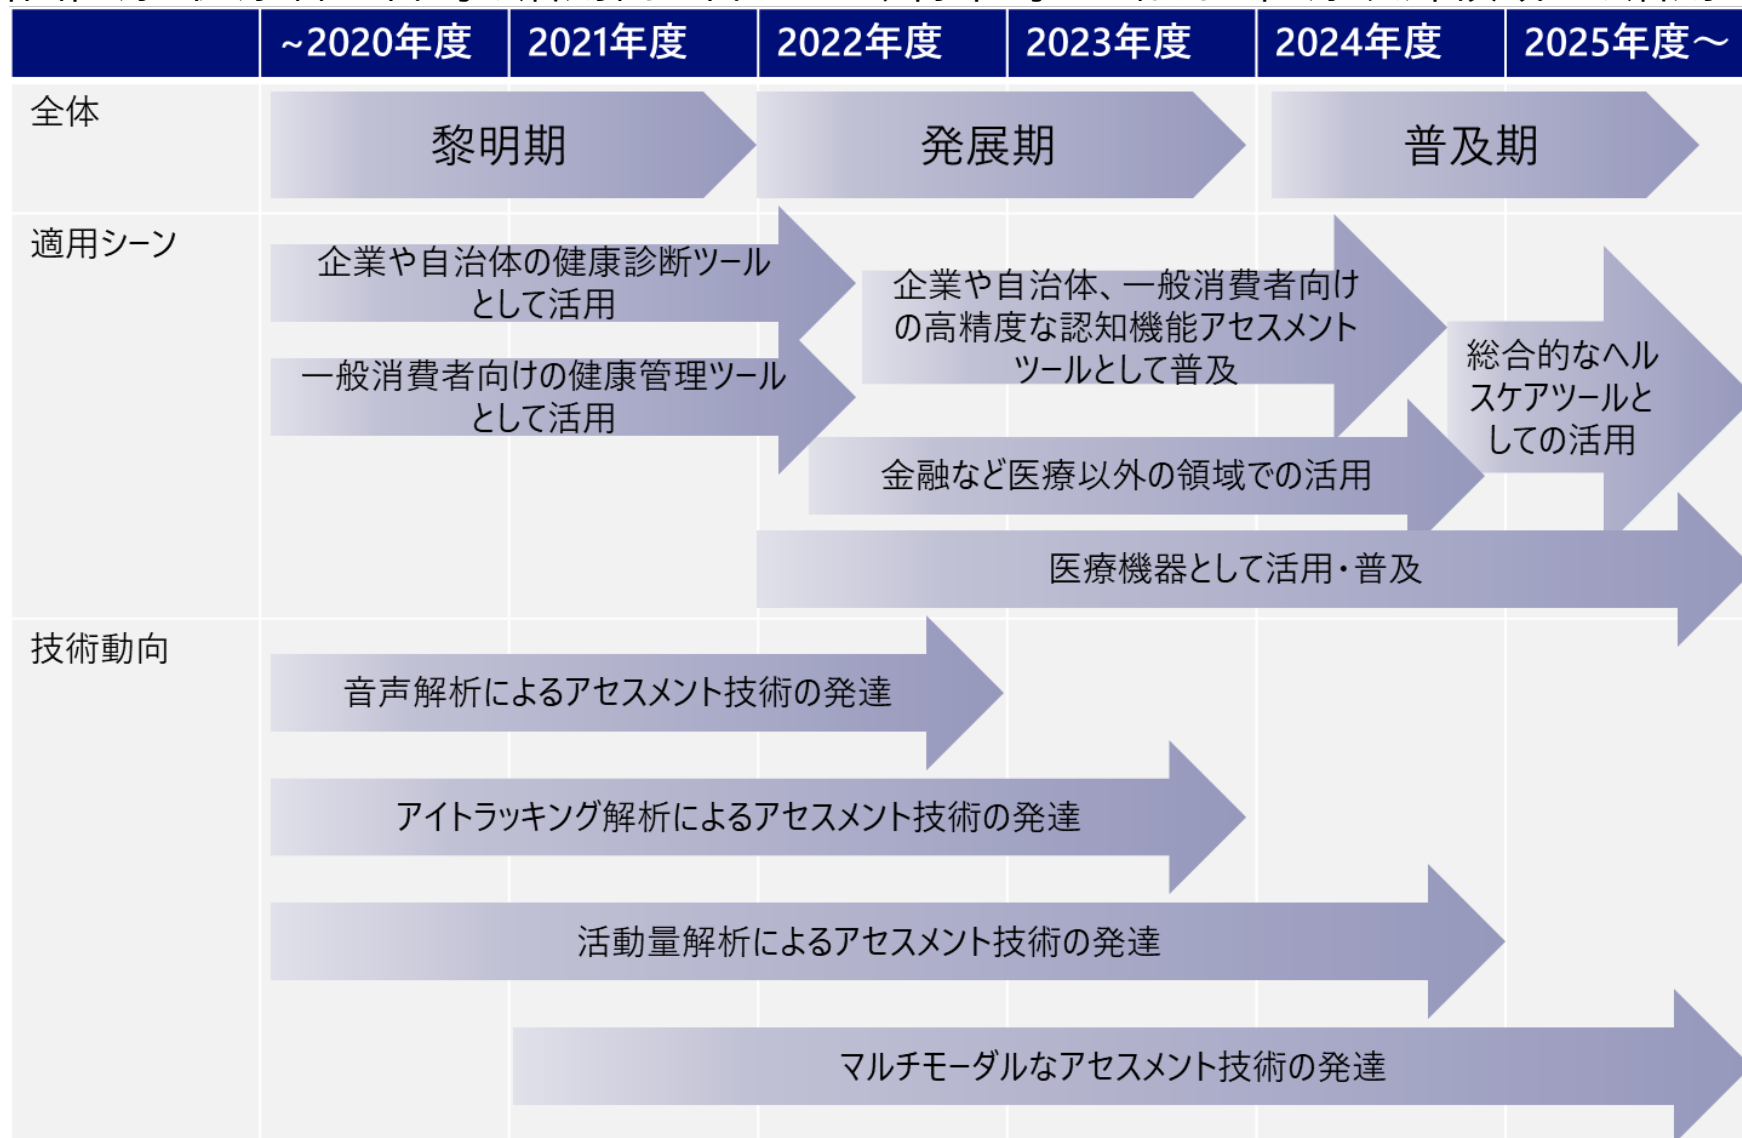 ~2020年度
2021年度
2022年度
2023年度
2024年度
2025年度～
全体
黎明期
発展期
普及期
適用シーン
企業や自治体の健康診断ツール
として活用
一般消費者向けの健康管理ツール
として活用
企業や自治体、一般消費者向け
の高精度な認知機能アセスメント
ツールとして普及
総合的なヘル
スケアツールと
しての活用
金融など医療以外の領域での活用
医療機器として活用・普及
技術動向
音声解析によるアセスメント技術の発達
アイトラッキング解析によるアセスメント技術の発達
活動量解析によるアセスメント技術の発達
マルチモーダルなアセスメント技術の発達